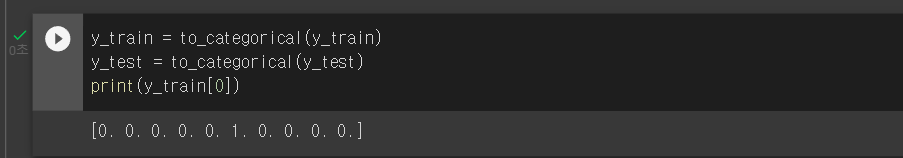 0초
y_train = to_categorical(y_train)
y_test = to_categorical(y_test)
print(y_train[0])
[0. 0. 0. 0. 0. 1. 0. 0. 0. 0.]